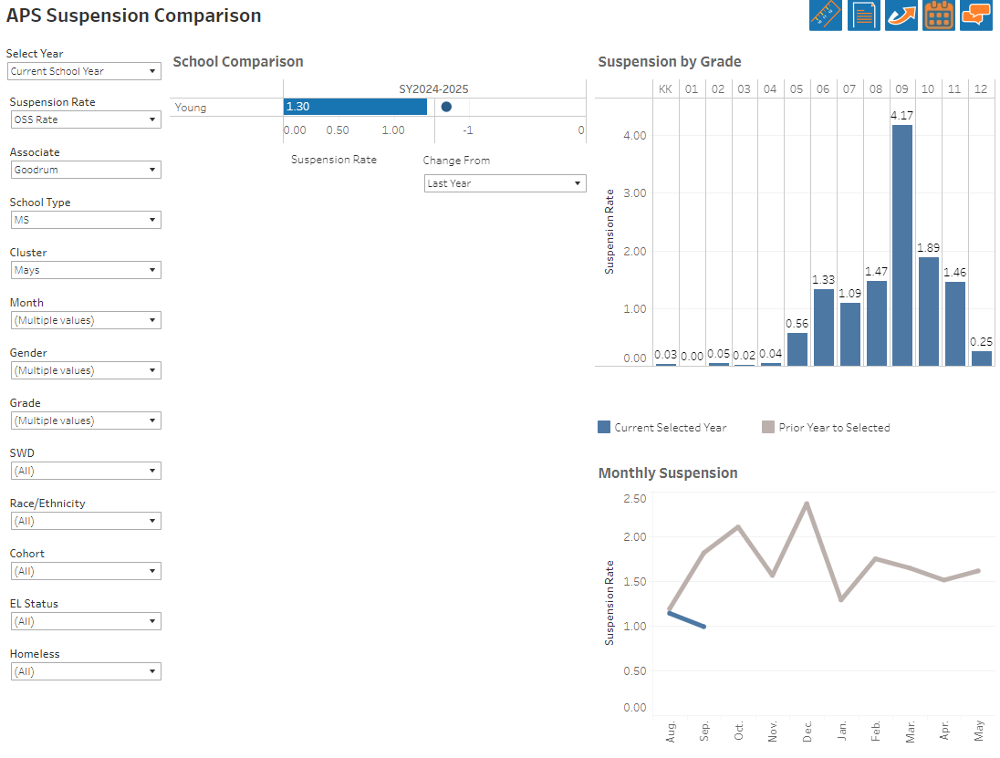 APS Suspension Comparison
Select Year
Current School Year
Suspension Rate
OSS Rate
Associate
Goodrum
School Type
MS
Cluster
Mays
Month
(Multiple values)
Gender
(Multiple values)
Grade
(Multiple values)
SWD
(All)
Race/Ethnicity
(All)
Cohort
(All)
EL Status
(All)
Homeless
(All)
School Comparison
SY2024-2025
Young 1.30
0.00 0.50 1.00 -1 0
Suspension Rate Change From
Last Year
Suspension by Grade
KK 01 02 03 04 05 06 07 08 09 10 11 12
Suspension Rate
4.00
3.00
2.00
1.00
0.00
0.03 0.00 0.05 0.02 0.04 0.56 1.33 1.09 1.47 4.17 1.89 1.46 0.25
Current Selected Year Prior Year to Selected
Monthly Suspension
Suspension Rate
2.50
2.00
1.50
1.00
0.50
0.00
Aug. Sep. Oct. Nov. Dec. Jan. Feb. Mar. Apr. May